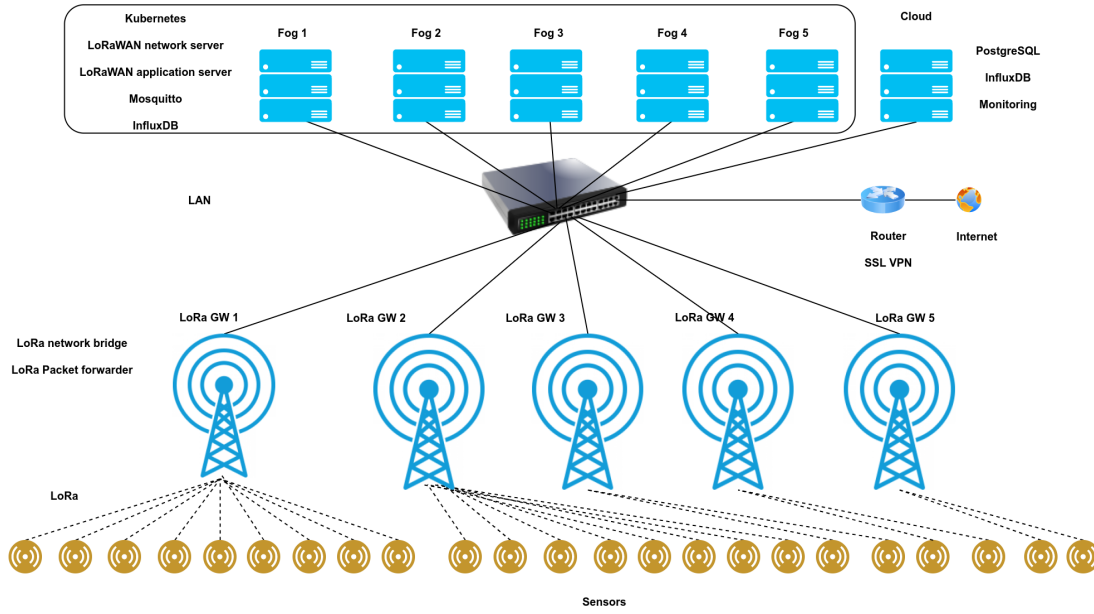 Kubernetes
LoRaWAN network server
LoRaWAN application server
Mosquitto
InfluxDB
Fog 1
Fog 2
Fog 3
Fog 4
Fog 5
Cloud
PostgreSQL
InfluxDB
Monitoring
LAN
Router
SSL VPN
Internet
LoRa GW 1
LoRa GW 2
LoRa GW 3
LoRa GW 4
LoRa GW 5
LoRa network bridge
LoRa Packet forwarder
LoRa
Sensors